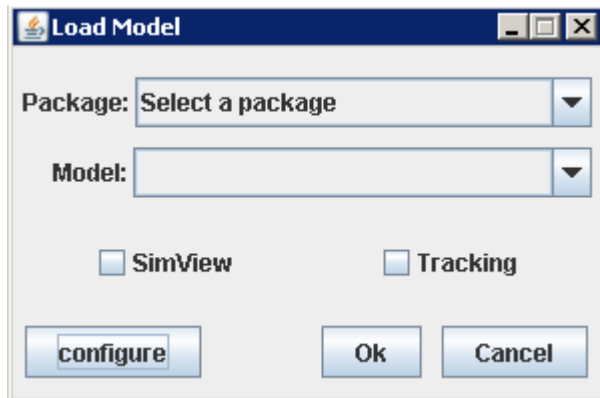 Load Model
Package: Select a package
Model:
SimView Tracking
configure Ok Cancel